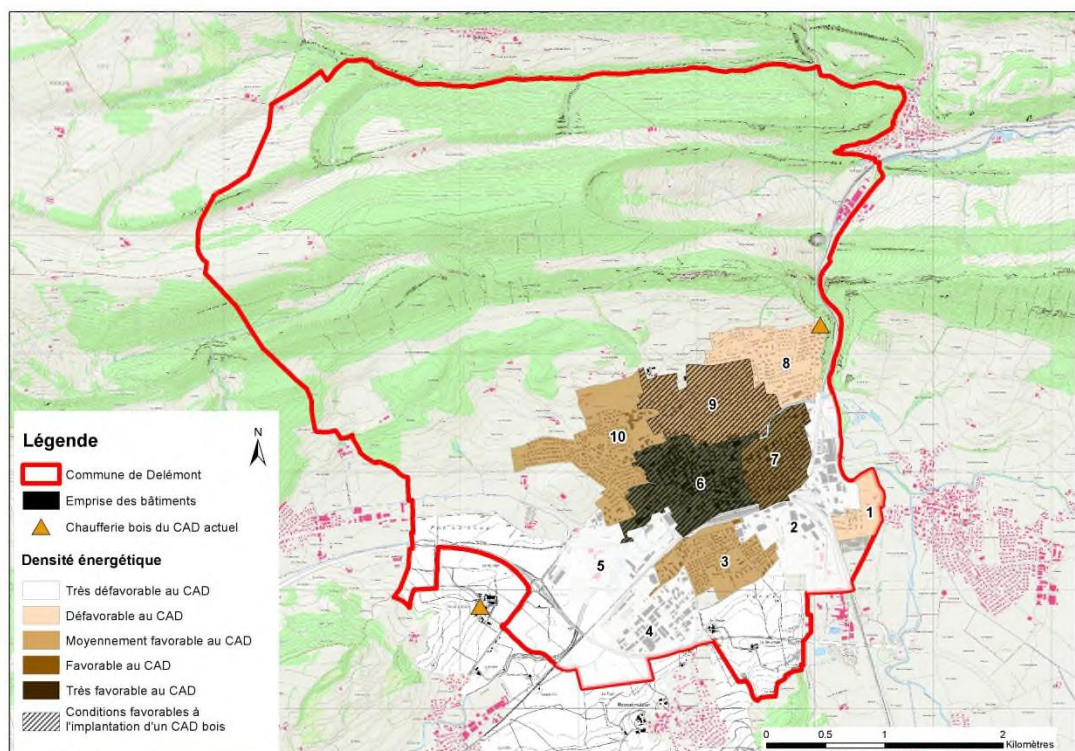 8
9
10
7
6
1
2
3
5
4
Légende
N
Commune de Delémont
Emprise des bâtiments
Chaufferie bois du CAD actuel
Densité énergétique
Très défavorable au CAD
Défavorable au CAD
Moyennement favorable au CAD
Favorable au CAD
Très favorable au CAD
Conditions favorables à
l'implantation d'un CAD bois
0 0.5 1 2
Kilomètres